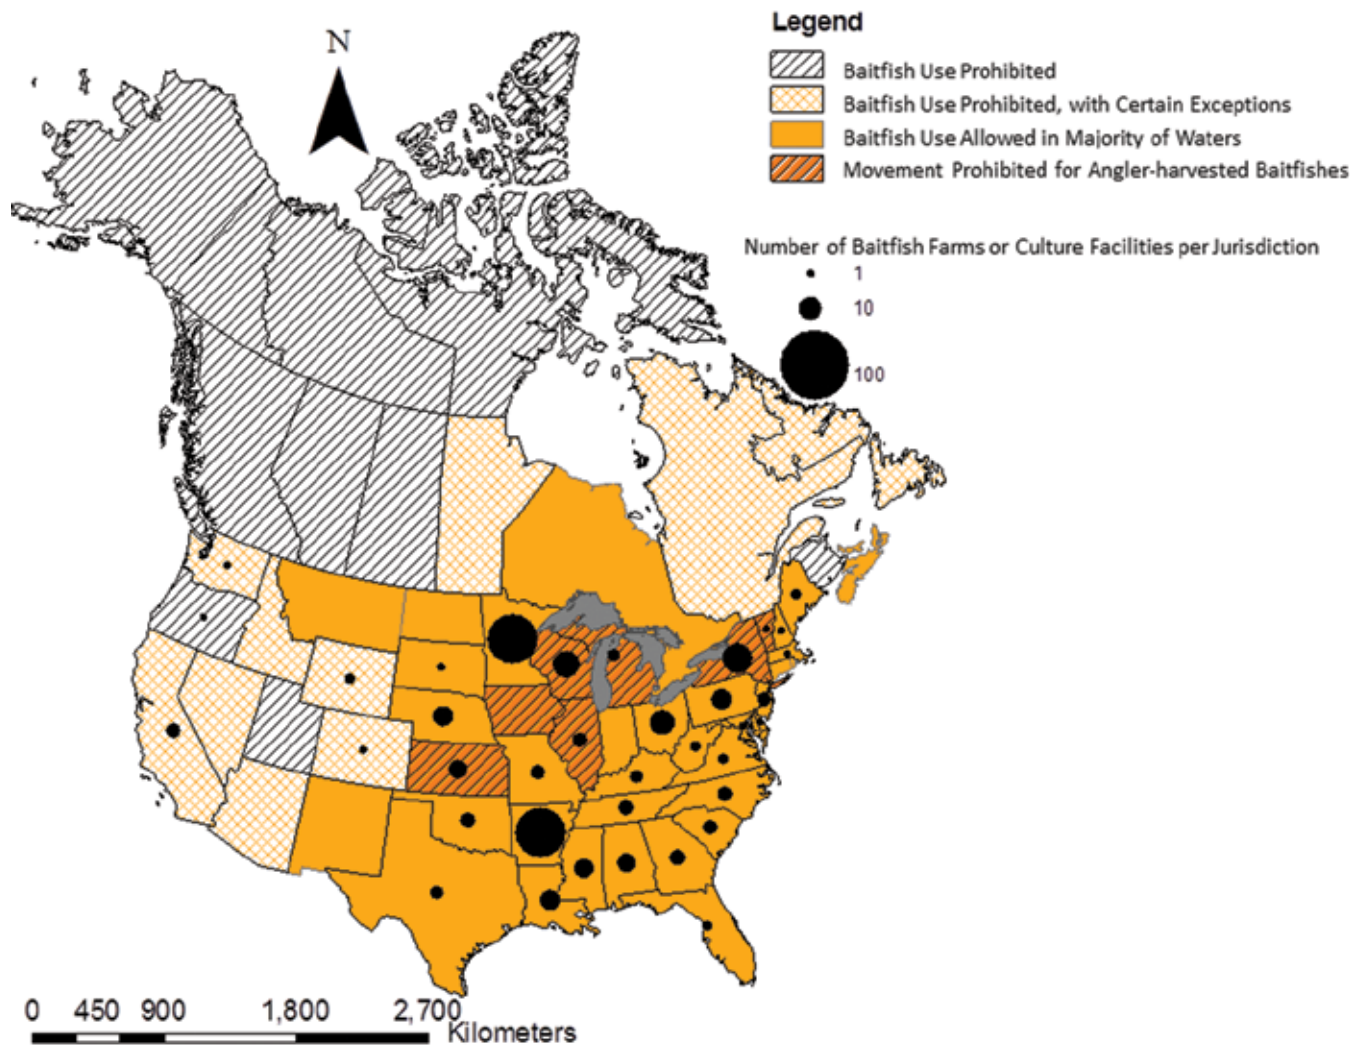 Legend
N
Baitfish Use Prohibited
Baitfish Use Prohibited, with Certain Exceptions
Baitfish Use Allowed in Majority of Waters
Movement Prohibited for Angler-harvested Baitfishes
Number of Baitfish Farms or Culture Facilities per Jurisdiction
1
10
100
0 450 900 1,800 2,700
Kilometers